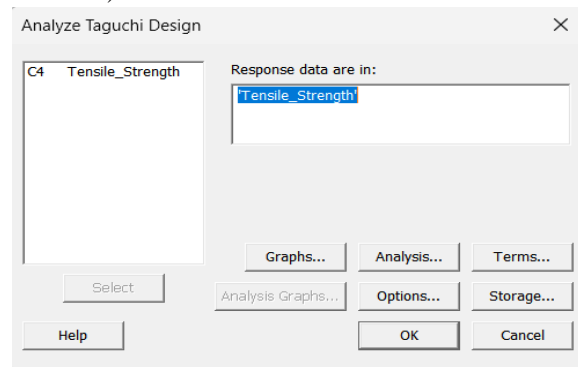 Analyze Taguchi Design
C4 Tensile_Strength
Response data are in:
'Tensile_Strength'
Graphs...
Analysis...
Terms...
Select
Analysis Graphs...
Options...
Storage...
Help
OK
Cancel